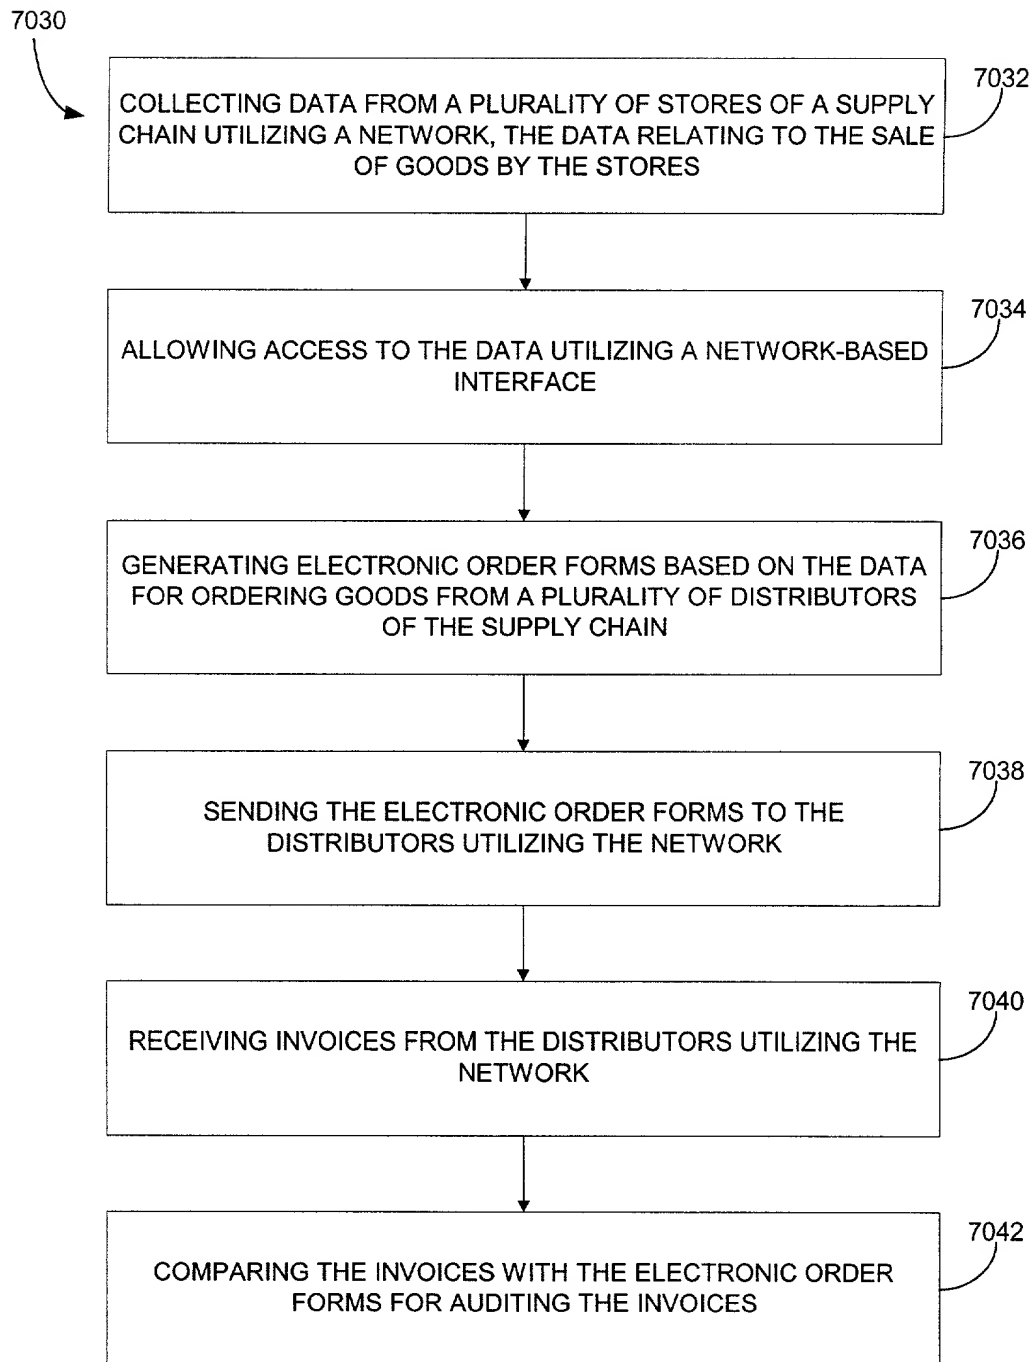 7030
7032
COLLECTING DATA FROM A PLURALITY OF STORES OF A SUPPLY
CHAIN UTILIZING A NETWORK, THE DATA RELATING TO THE SALE
OF GOODS BY THE STORES
7034
ALLOWING ACCESS TO THE DATA UTILIZING A NETWORK-BASED
INTERFACE
7036
GENERATING ELECTRONIC ORDER FORMS BASED ON THE DATA
FOR ORDERING GOODS FROM A PLURALITY OF DISTRIBUTORS
OF THE SUPPLY CHAIN
7038
SENDING THE ELECTRONIC ORDER FORMS TO THE
DISTRIBUTORS UTILIZING THE NETWORK
7040
RECEIVING INVOICES FROM THE DISTRIBUTORS UTILIZING THE
NETWORK
7042
COMPARING THE INVOICES WITH THE ELECTRONIC ORDER
FORMS FOR AUDITING THE INVOICES